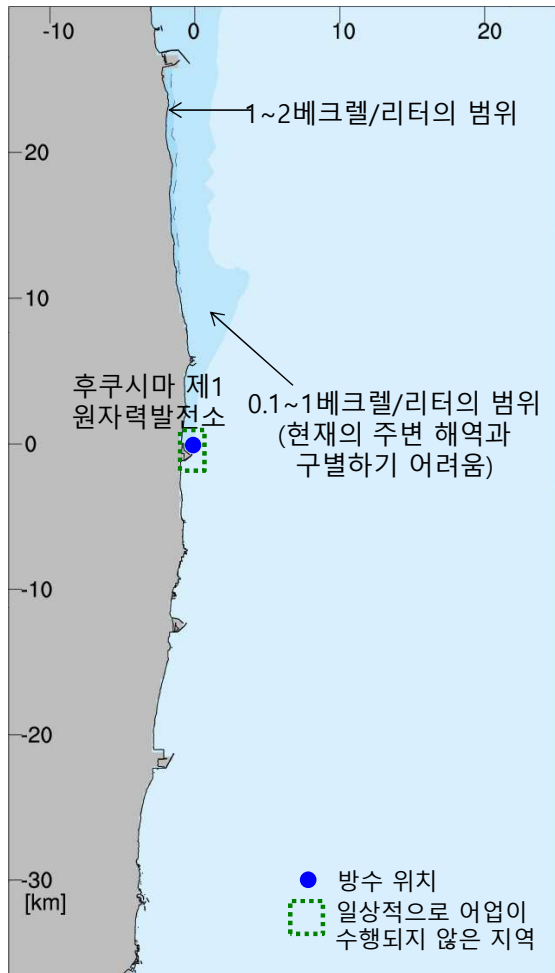 -10 0 10 20
1~2베크렐/리터의 범위
20
10
후쿠시마 제1
원자력발전소
0.1~1베크렐/리터의 범위
(현재의 주변 해역과
구별하기 어려움)
0
-10
-20
-30
[km]
방수 위치
일상적으로 어업이
수행되지 않은 지역